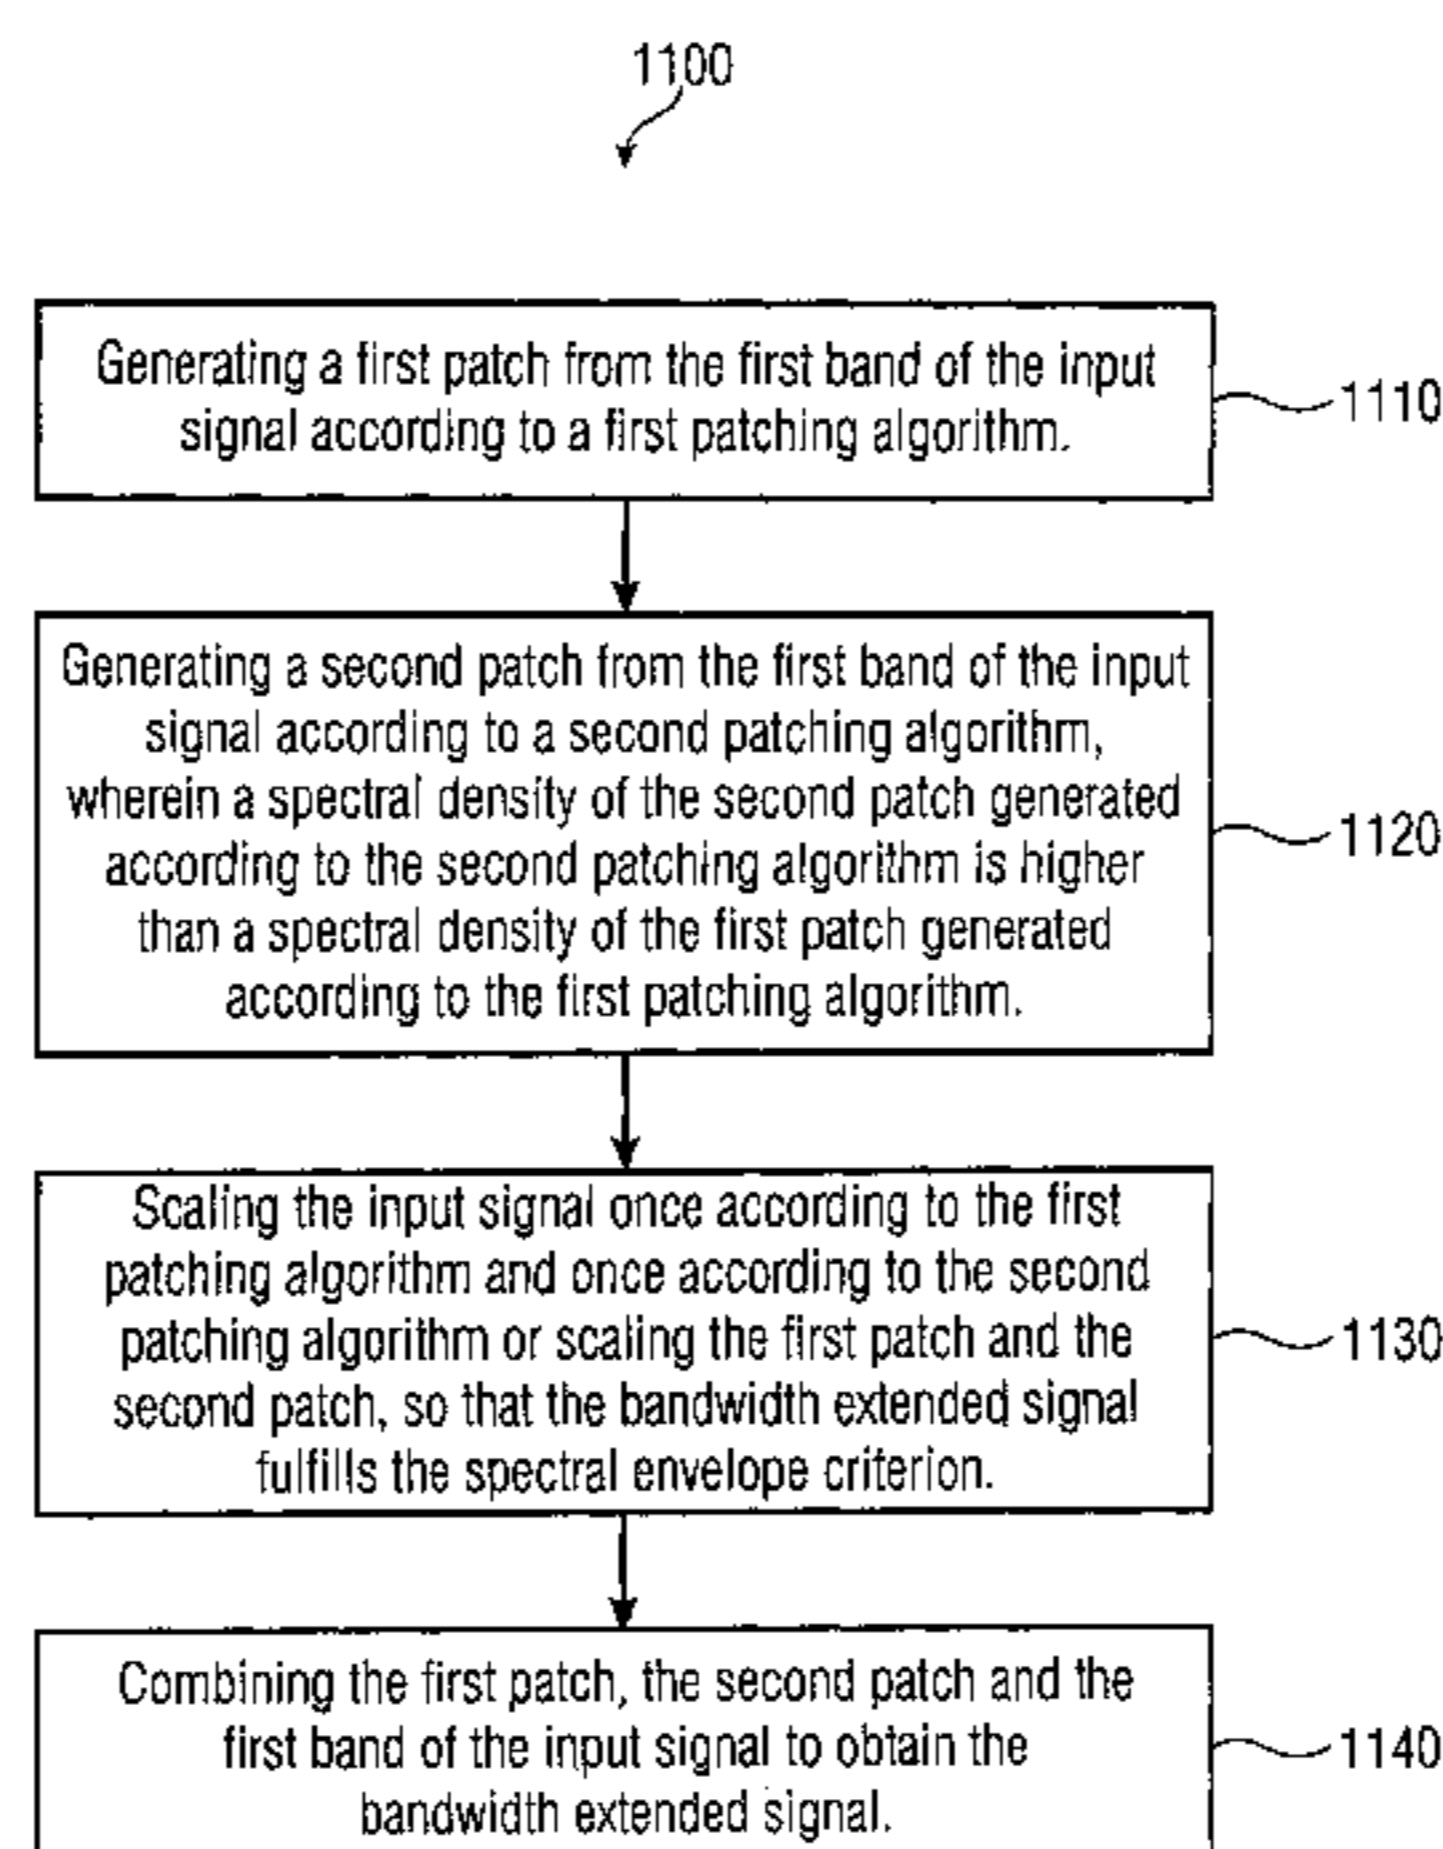 1100
Generating a first patch from the first band of the input
signal according to a first patching algorithm.
1110
Generating a second patch from the first band of the input
signal according to a second patching algorithm,
wherein a spectral density of the second patch generated
according to the second patching algorithm is higher
than a spectral density of the first patch generated
according to the first patching algorithm.
1120
Scaling the input signal once according to the first
patching algorithm and once according to the second
patching algorithm or scaling the first patch and the
second patch, so that the bandwidth extended signal
fulfills the spectral envelope criterion.
1130
Combining the first patch, the second patch and the
first band of the input signal to obtain the
bandwidth extended signal.
1140